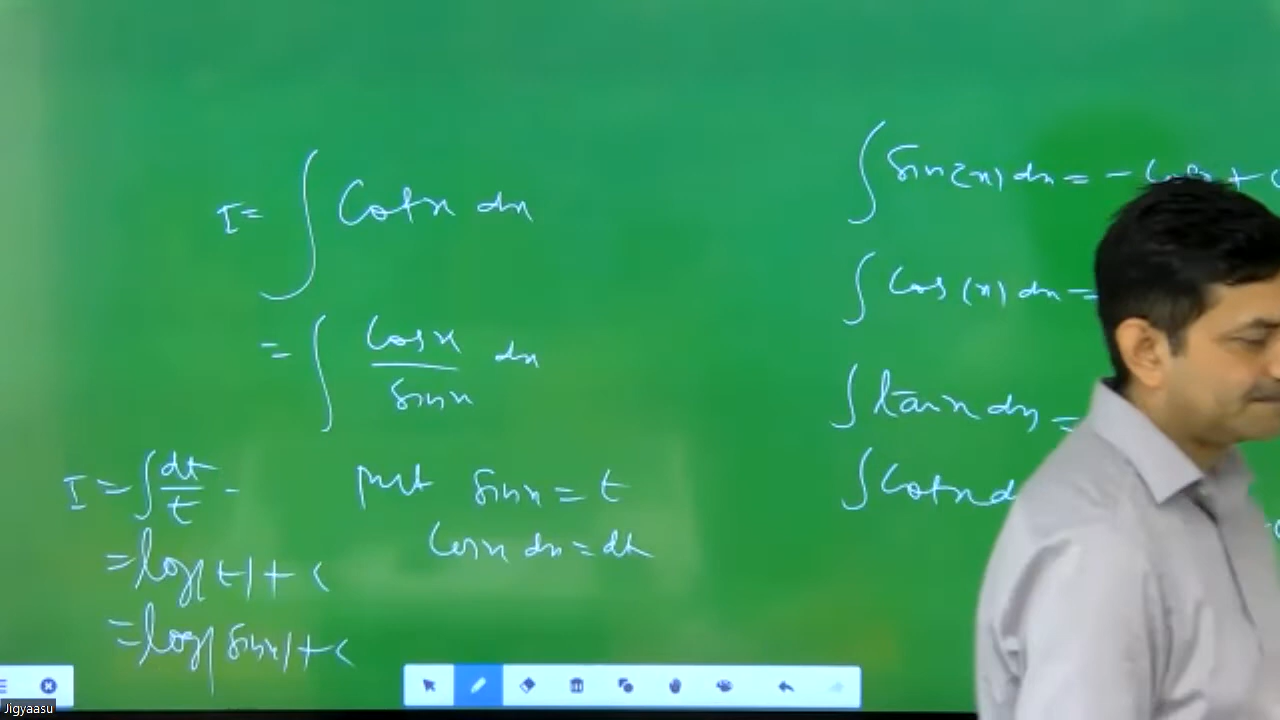 I = ∫ Cotx dx
= ∫ Cosx/sinx dx
put sinx = t
Cosx dx = dt
I = ∫ dt/t -
= log|t| + c
= log|sinx| + c
∫ sin(x) dx = - Cosx + C
∫ Cos(x) dx =
∫ tanx dx =
∫ Cotx d
Jigyaasu